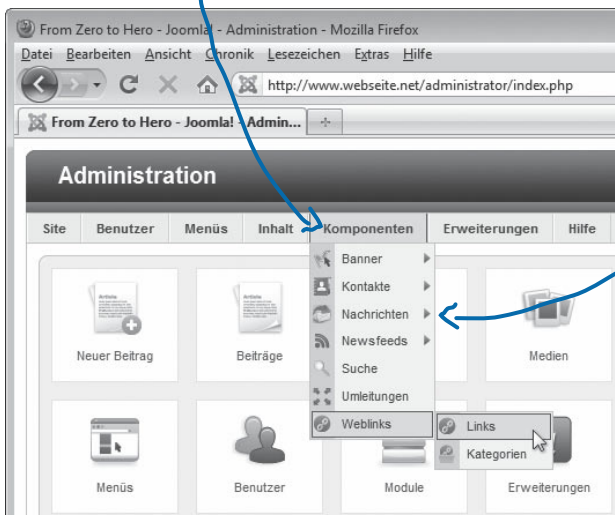 From Zero to Hero - Joomla! - Administration - Mozilla Firefox
Datei Bearbeiten Ansicht Chronik Lesezeichen Extras Hilfe
http://www.webseite.net/administrator/index.php
From Zero to Hero - Joomla! - Admin...
Administration
Site Benutzer Menüs Inhalt Komponenten Erweiterungen Hilfe
Banner
Kontakte
Nachrichten
Newsfeeds
Suche
Umleitungen
Weblinks
Links
Kategorien
Neuer Beitrag Beiträge Medien
Menüs Benutzer Module Erweiterungen